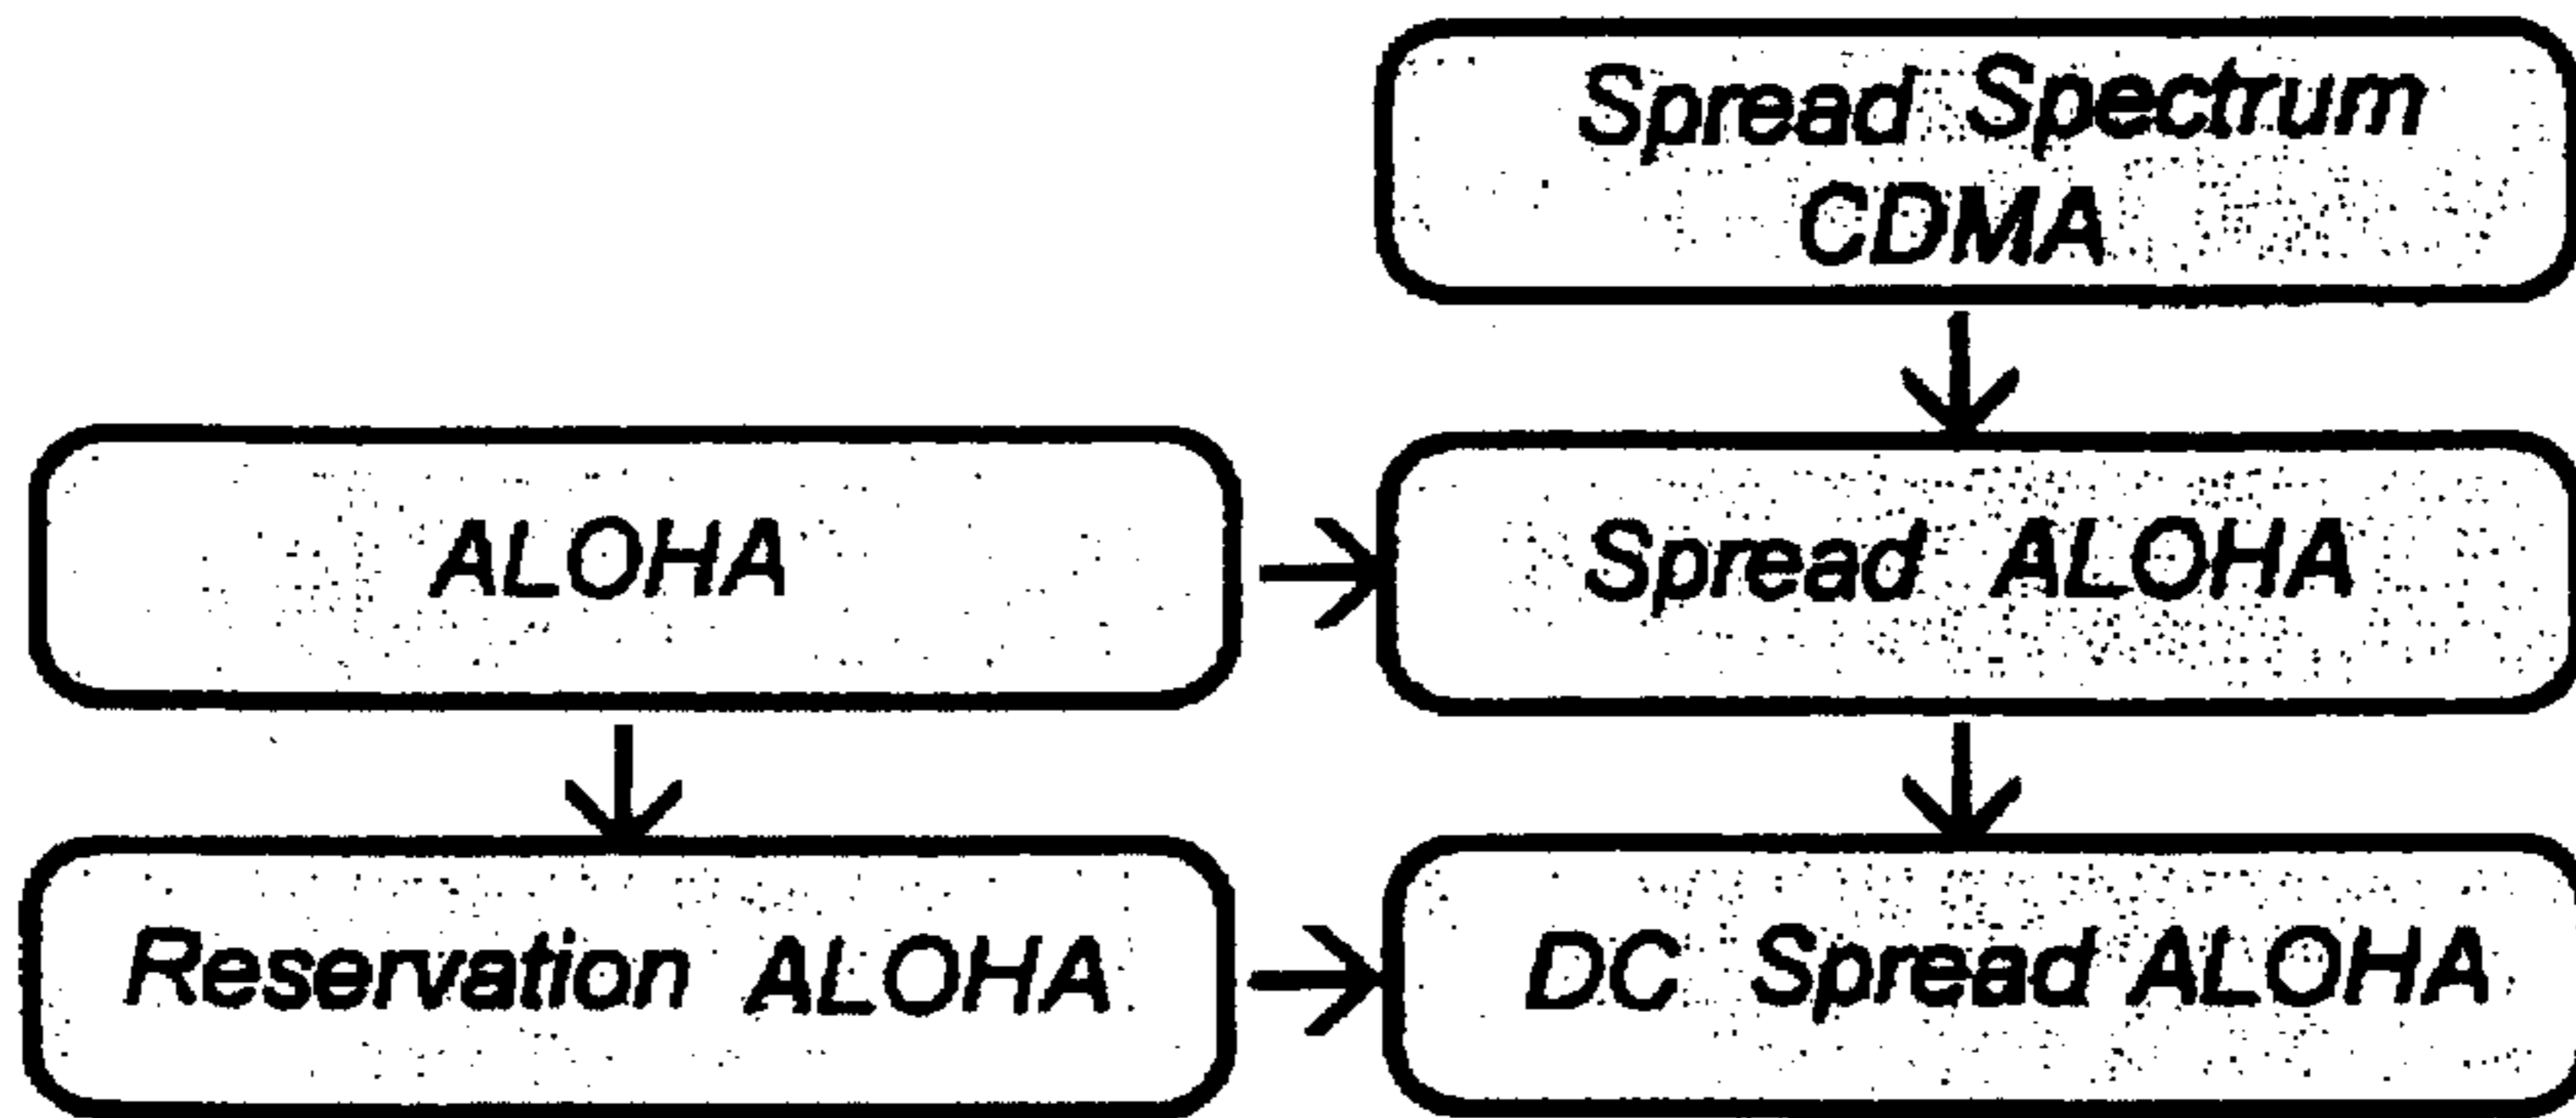 Spread Spectrum
CDMA
ALOHA
Spread ALOHA
Reservation ALOHA
DC Spread ALOHA